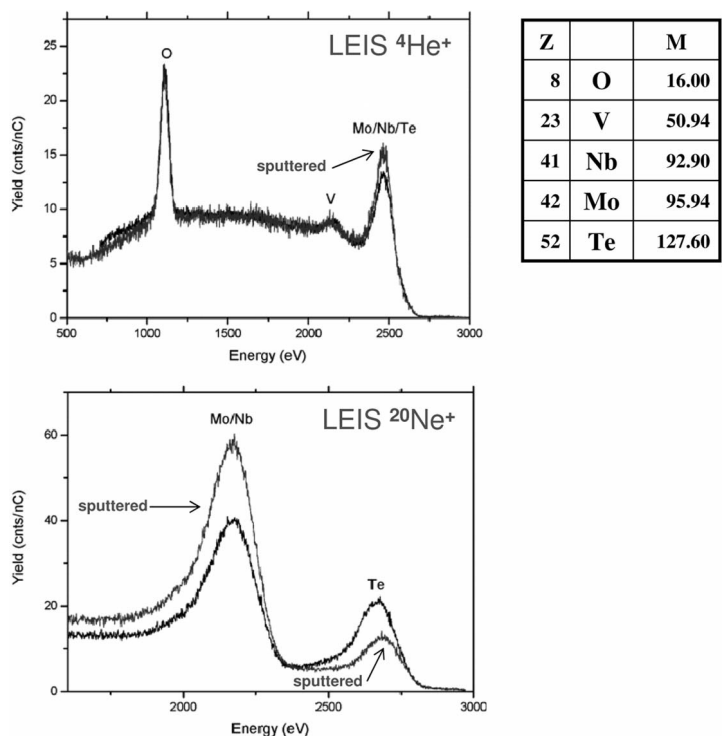 LEIS ⁴He⁺
O
Mo/Nb/Te
sputtered
V
Yield (cnts/nC)
25
20
15
10
5
0
500 1000 1500 2000 2500 3000
Energy (eV)
Z M
8 O 16.00
23 V 50.94
41 Nb 92.90
42 Mo 95.94
52 Te 127.60
LEIS ²⁰Ne⁺
Mo/Nb
sputtered
Te
sputtered
Yield (cnts/nC)
60
40
20
0
2000 2500 3000
Energy (eV)